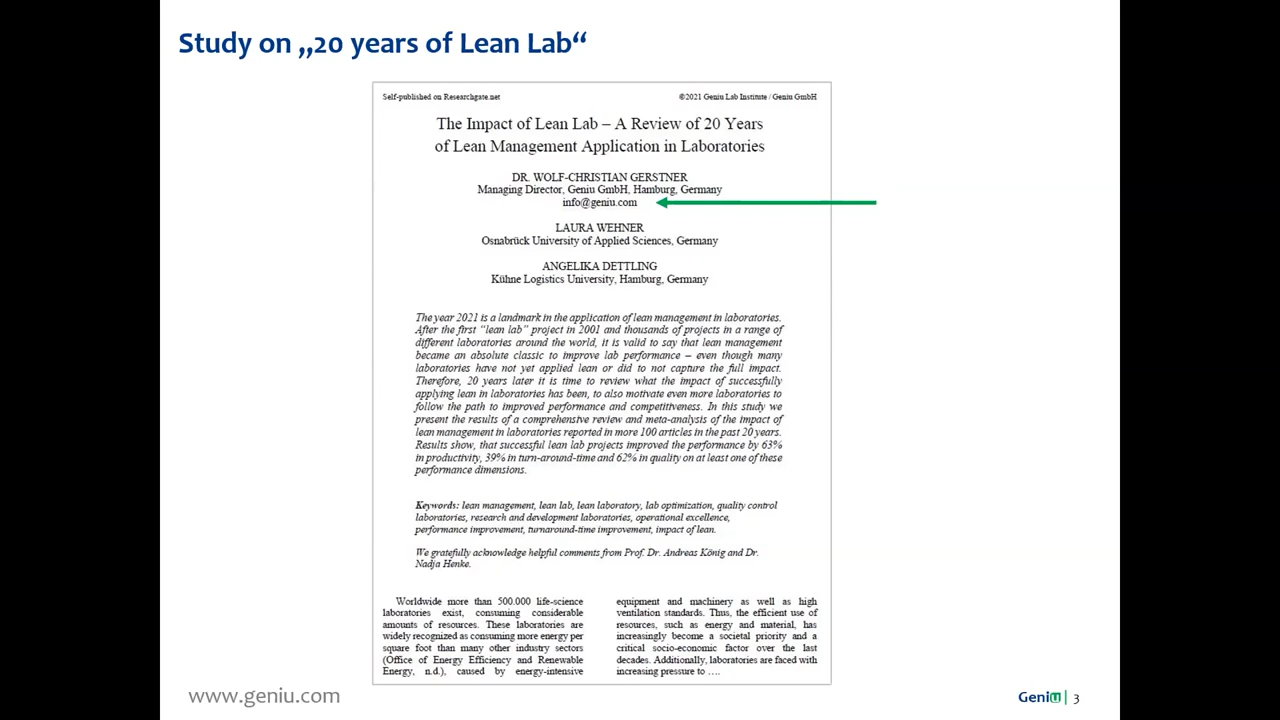 Study on „20 years of Lean Lab“
Self-published on Researchgate.net
©2021 Geniu Lab Institute / Geniu GmbH
The Impact of Lean Lab – A Review of 20 Years
of Lean Management Application in Laboratories
DR. WOLF-CHRISTIAN GERSTNER
Managing Director, Geniu GmbH, Hamburg, Germany
info@geniu.com
LAURA WEHNER
Osnabrück University of Applied Sciences, Germany
ANGELIKA DETTLING
Kühne Logistics University, Hamburg, Germany
The year 2021 is a landmark in the application of lean management in laboratories.
After the first “lean lab” project in 2001 and thousands of projects in a range of
different laboratories around the world, it is valid to say that lean management
became an absolute classic to improve lab performance – even though many
laboratories have not yet applied lean or did to not capture the full impact.
Therefore, 20 years later it is time to review what the impact of successfully
applying lean in laboratories has been, to also motivate even more laboratories to
follow the path to improved performance and competitiveness. In this study we
present the results of a comprehensive review and meta-analysis of the impact of
lean management in laboratories reported in more 100 articles in the past 20 years.
Results show, that successful lean lab projects improved the performance by 63%
in productivity, 39% in turn-around-time and 62% in quality on at least one of these
performance dimensions.
Keywords: lean management, lean lab, lean laboratory, lab optimization, quality control
laboratories, research and development laboratories, operational excellence,
performance improvement, turnaround-time improvement, impact of lean.
We gratefully acknowledge helpful comments from Prof. Dr. Andreas König and Dr.
Nadja Henke.
Worldwide more than 500.000 life-science
laboratories exist, consuming considerable
amounts of resources. These laboratories are
widely recognized as consuming more energy per
square foot than many other industry sectors
(Office of Energy Efficiency and Renewable
Energy, n.d.), caused by energy-intensive
equipment and machinery as well as high
ventilation standards. Thus, the efficient use of
resources, such as energy and material, has
increasingly become a societal priority and a
critical socio-economic factor over the last
decades. Additionally, laboratories are faced with
increasing pressure to ….
www.geniu.com
Geniu | 3